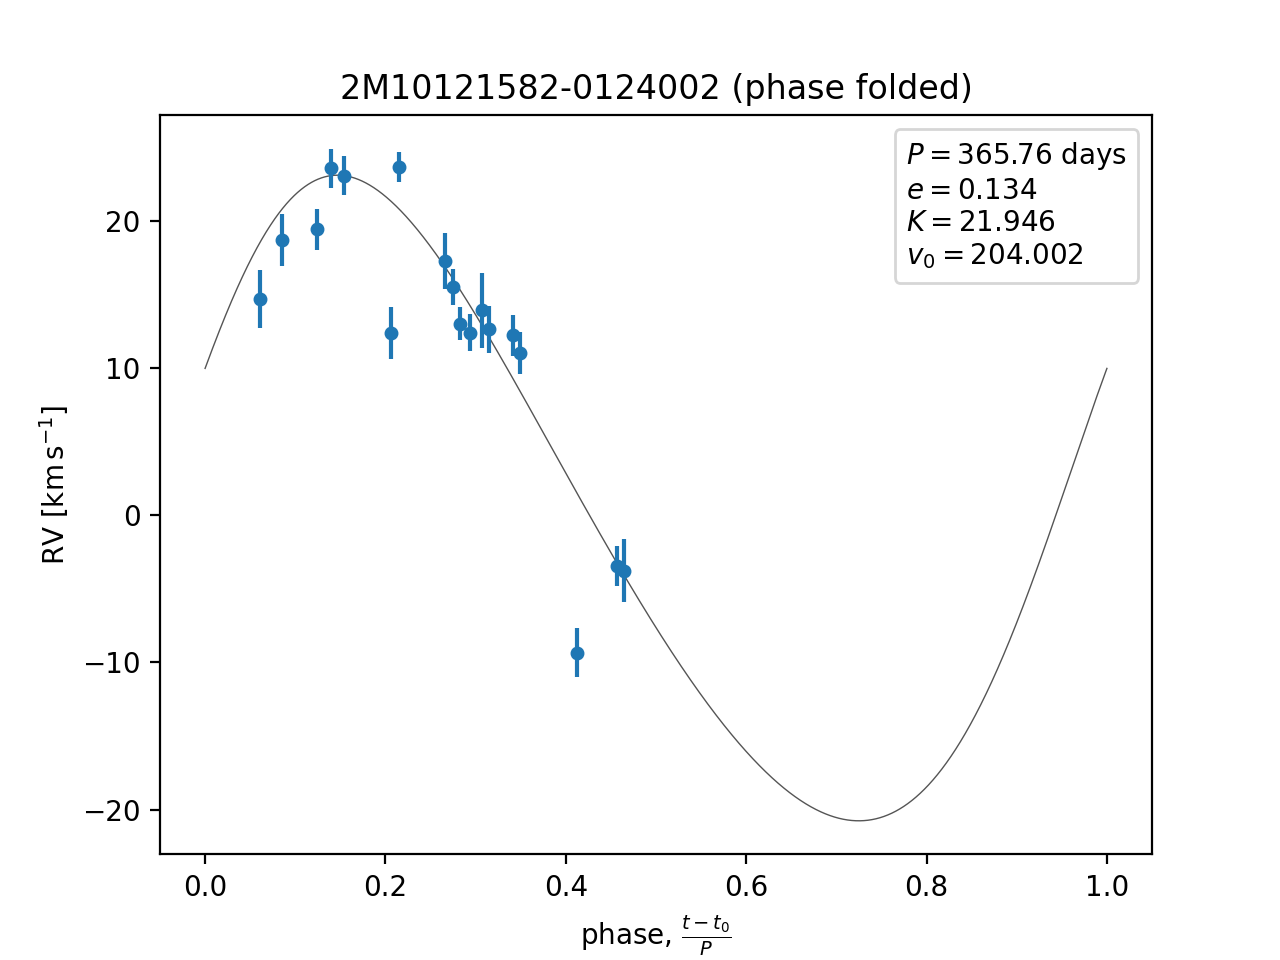 2M10121582-0124002 (phase folded)
P = 365.76 days
e = 0.134
K = 21.946
v₀ = 204.002
20
10
0
−10
−20
RV [km s⁻¹]
0.0 0.2 0.4 0.6 0.8 1.0
phase, (t − t₀)/P